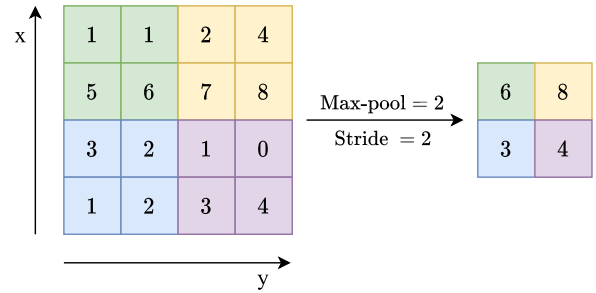 x
1 1 2 4
5 6 7 8
3 2 1 0
1 2 3 4
y
Max-pool = 2
Stride = 2
6 8
3 4